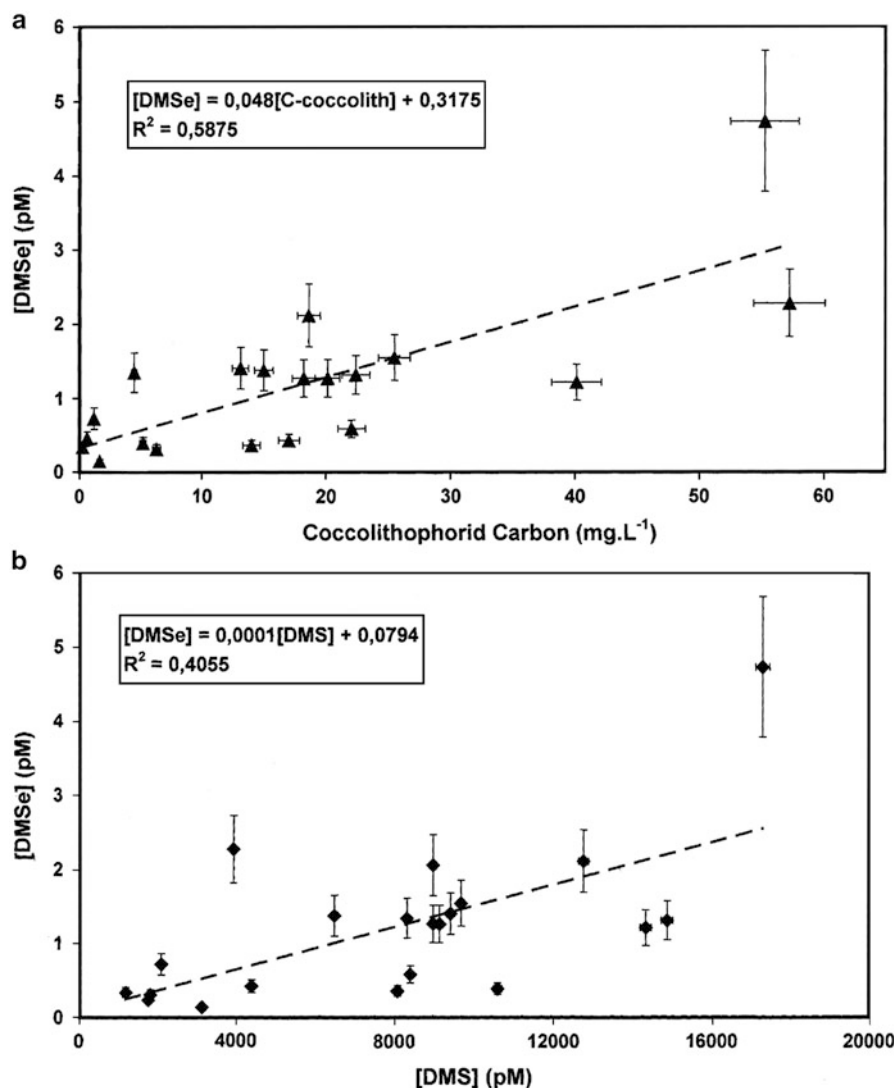 a
6
5
4
3
2
1
0
[DMSe] (pM)
[DMSe] = 0,048[C-coccolith] + 0,3175
R² = 0,5875
0 10 20 30 40 50 60
Coccolithophorid Carbon (mg.L⁻¹)
b
6
5
4
3
2
1
0
[DMSe] (pM)
[DMSe] = 0,0001[DMS] + 0,0794
R² = 0,4055
0 4000 8000 12000 16000 20000
[DMS] (pM)